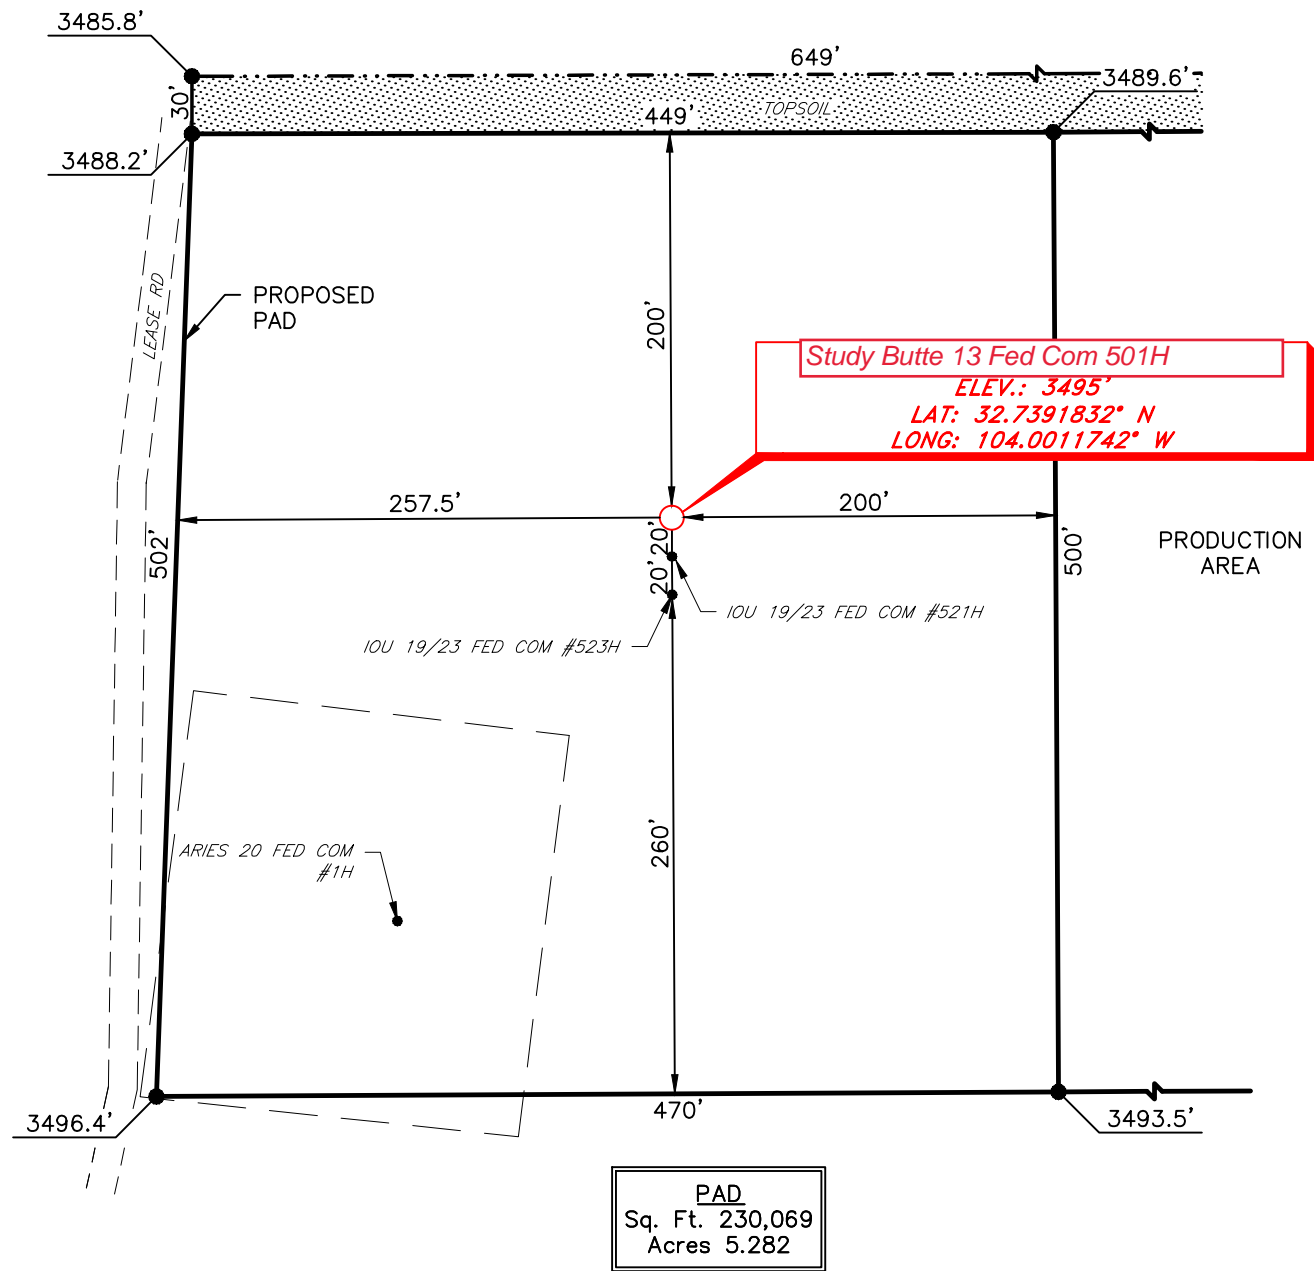 3485.8'
649'
3489.6'
30'
TOPSOIL
449'
3488.2'
LEASE RD
PROPOSED
PAD
200'
Study Butte 13 Fed Com 501H
ELEV.: 3495'
LAT: 32.7391832° N
LONG: 104.0011742° W
257.5'
200'
502'
20'
20'
500'
PRODUCTION
AREA
IOU 19/23 FED COM #521H
IOU 19/23 FED COM #523H
260'
ARIES 20 FED COM
#1H
470'
3496.4'
3493.5'
PAD
Sq. Ft. 230,069
Acres 5.282